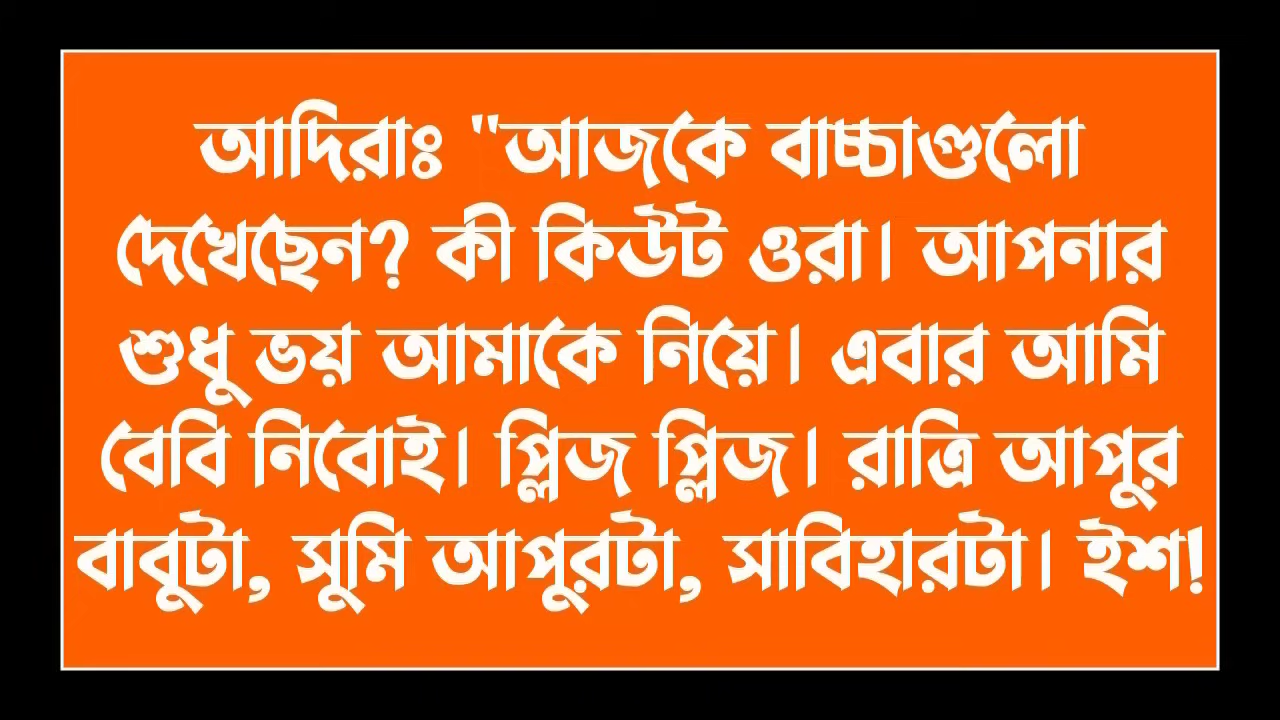 আদিরাঃ "আজকে বাচ্চাগুলো
দেখেছেন? কী কিউট ওরা। আপনার
শুধু ভয় আমাকে নিয়ে। এবার আমি
বেবি নিবোই। প্লিজ প্লিজ। রাত্রি আপুর
বাবুটা, সুমি আপুরটা, সাবিহারটা। ইশ!